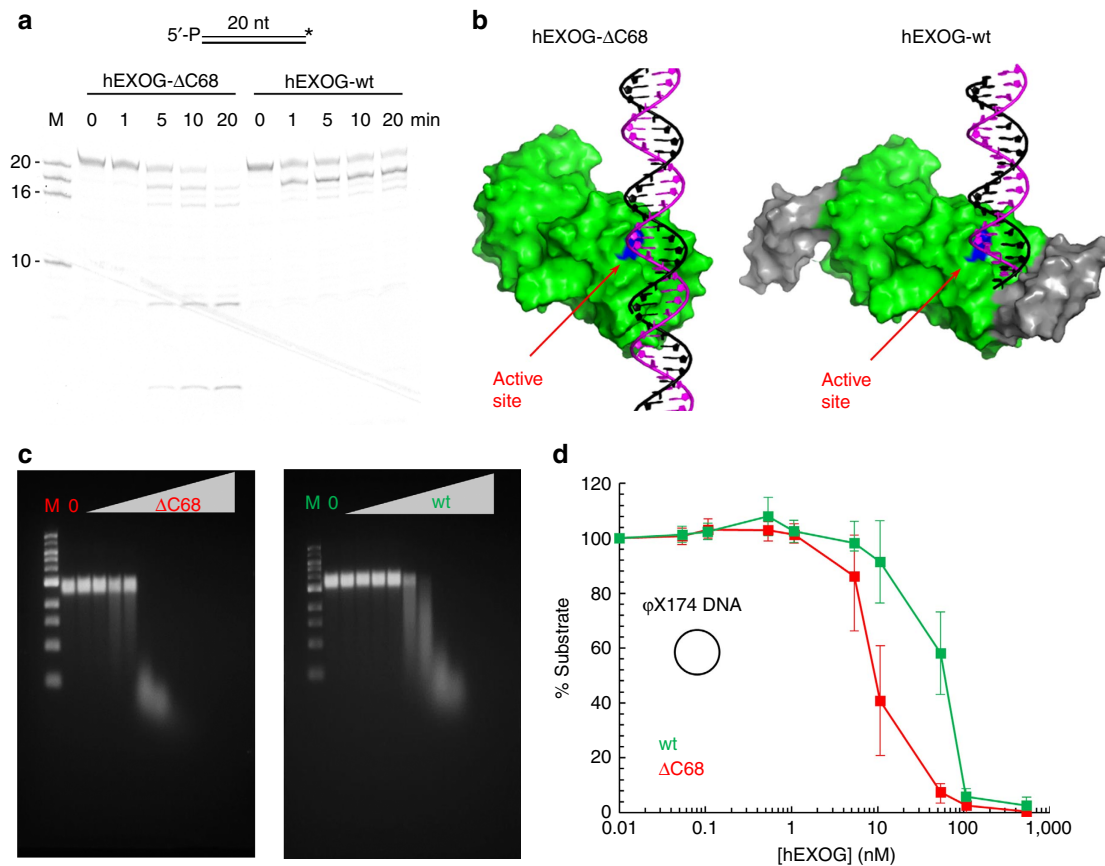 a
5′-P 20 nt *
hEXOG-ΔC68 hEXOG-wt
M 0 1 5 10 20 0 1 5 10 20 min
20 -
16 -
10 -
b
hEXOG-ΔC68
hEXOG-wt
Active
site
Active
site
c
M 0 ΔC68
M 0 wt
d
120
100
80
60
40
20
0
% Substrate
φX174 DNA
wt
ΔC68
0.01 0.1 1 10 100 1,000
[hEXOG] (nM)